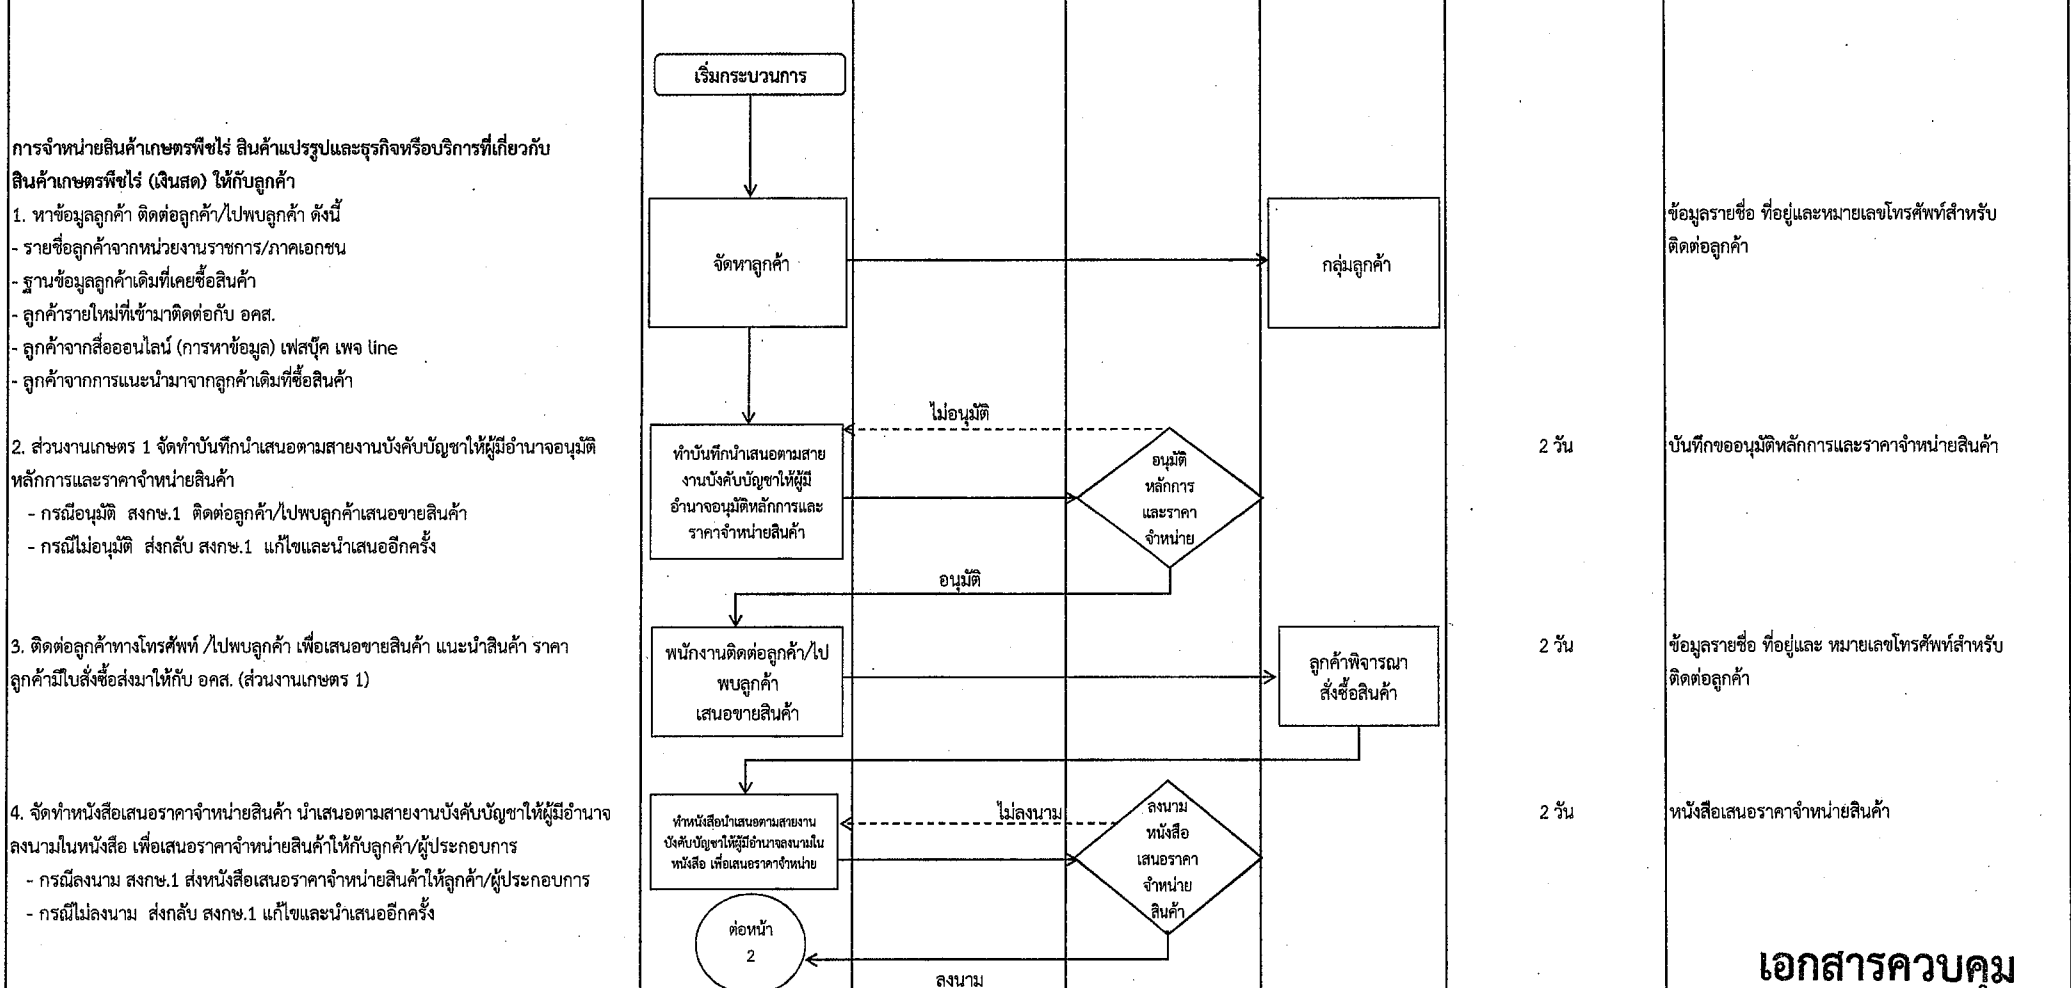 เริ่มกระบวนการ
การจำหน่ายสินค้าเกษตรพืชไร่ สินค้าแปรรูปและธุรกิจหรือบริการที่เกี่ยวกับ
สินค้าเกษตรพืชไร่ (เงินสด) ให้กับลูกค้า
1. หาข้อมูลลูกค้า ติดต่อลูกค้า/ไปพบลูกค้า ดังนี้
- รายชื่อลูกค้าจากหน่วยงานราชการ/ภาคเอกชน
- ฐานข้อมูลลูกค้าเดิมที่เคยซื้อสินค้า
- ลูกค้ารายใหม่ที่เข้ามาติดต่อกับ อคส.
- ลูกค้าจากสื่อออนไลน์ (การหาข้อมูล) เฟสบุ๊ค เพจ line
- ลูกค้าจากการแนะนำมาจากลูกค้าเดิมที่ซื้อสินค้า
จัดหาลูกค้า
กลุ่มลูกค้า
ข้อมูลรายชื่อ ที่อยู่และหมายเลขโทรศัพท์สำหรับ
ติดต่อลูกค้า
2. ส่วนงานเกษตร 1 จัดทำบันทึกนำเสนอตามสายงานบังคับบัญชาให้ผู้มีอำนาจอนุมัติ
หลักการและราคาจำหน่ายสินค้า
- กรณีอนุมัติ สงกษ.1 ติดต่อลูกค้า/ไปพบลูกค้าเสนอขายสินค้า
- กรณีไม่อนุมัติ ส่งกลับ สงกษ.1 แก้ไขและนำเสนออีกครั้ง
ทำบันทึกนำเสนอตามสาย
งานบังคับบัญชาให้ผู้มี
อำนาจอนุมัติหลักการและ
ราคาจำหน่ายสินค้า
ไม่อนุมัติ
อนุมัติ
หลักการ
และราคา
จำหน่าย
อนุมัติ
2 วัน
บันทึกขออนุมัติหลักการและราคาจำหน่ายสินค้า
3. ติดต่อลูกค้าทางโทรศัพท์ /ไปพบลูกค้า เพื่อเสนอขายสินค้า แนะนำสินค้า ราคา
ลูกค้ามีใบสั่งซื้อส่งมาให้กับ อคส. (ส่วนงานเกษตร 1)
พนักงานติดต่อลูกค้า/ไป
พบลูกค้า
เสนอขายสินค้า
ลูกค้าพิจารณา
สั่งซื้อสินค้า
2 วัน
ข้อมูลรายชื่อ ที่อยู่และ หมายเลขโทรศัพท์สำหรับ
ติดต่อลูกค้า
4. จัดทำหนังสือเสนอราคาจำหน่ายสินค้า นำเสนอตามสายงานบังคับบัญชาให้ผู้มีอำนาจ
ลงนามในหนังสือ เพื่อเสนอราคาจำหน่ายสินค้าให้กับลูกค้า/ผู้ประกอบการ
- กรณีลงนาม สงกษ.1 ส่งหนังสือเสนอราคาจำหน่ายสินค้าให้ลูกค้า/ผู้ประกอบการ
- กรณีไม่ลงนาม ส่งกลับ สงกษ.1 แก้ไขและนำเสนออีกครั้ง
ทำหนังสือนำเสนอตามสายงาน
บังคับบัญชาให้ผู้มีอำนาจลงนามใน
หนังสือ เพื่อเสนอราคาจำหน่าย
ไม่ลงนาม
ลงนาม
หนังสือ
เสนอราคา
จำหน่าย
สินค้า
2 วัน
หนังสือเสนอราคาจำหน่ายสินค้า
ต่อหน้า
2
ลงนาม
เอกสารควบคุม